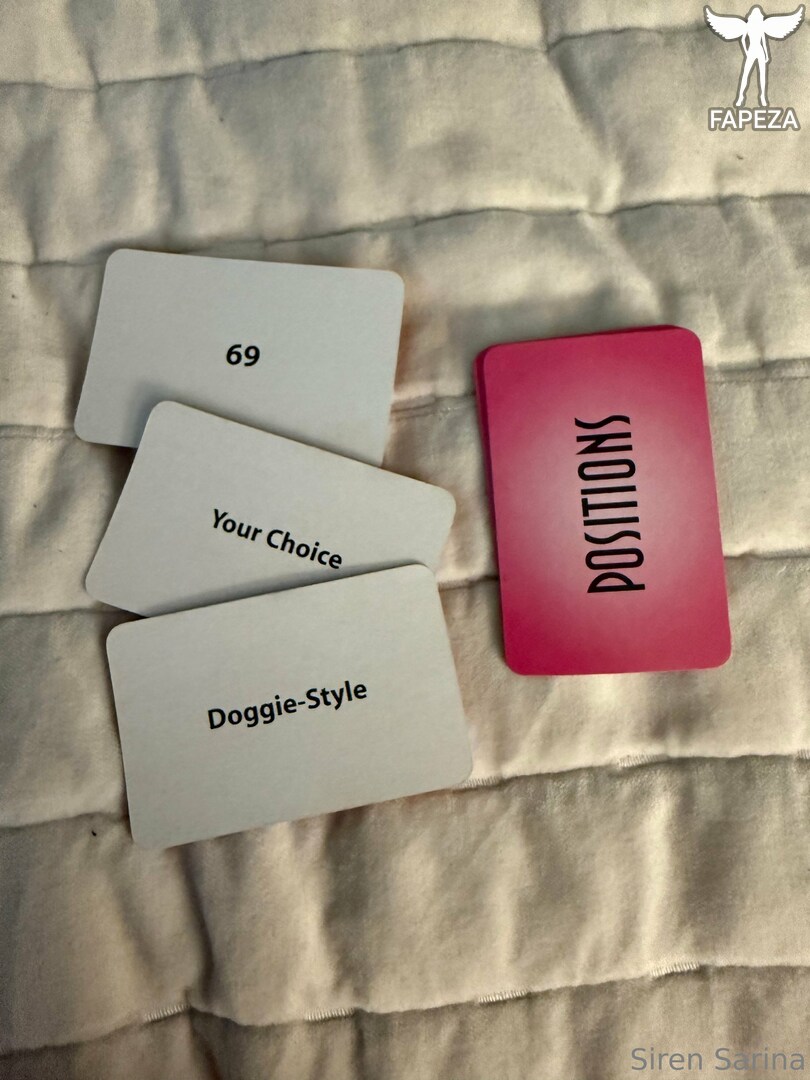 FAPEZA
69
Your Choice
Doggie-Style
POSITIONS
Siren Sarina